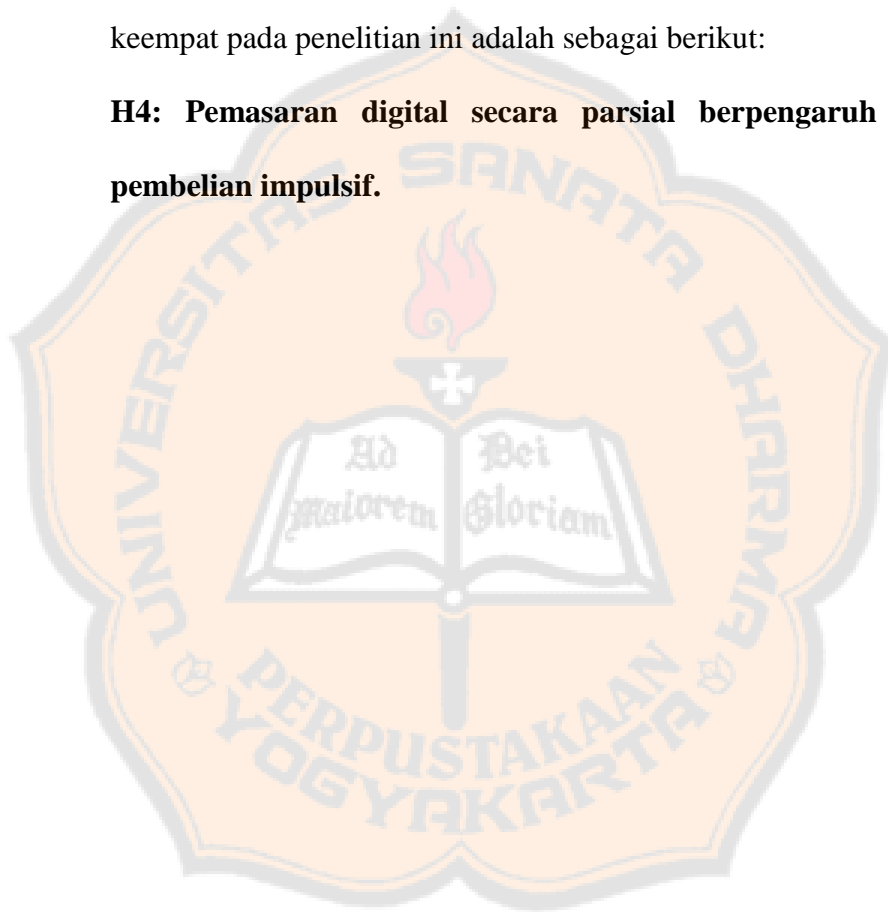 keempat pada penelitian ini adalah sebagai berikut:
H4: Pemasaran digital secara parsial berpengaruh
pembelian impulsif.
UNIVERSITAS SANATA DHARMA
Ad Dei
Maiorem Gloriam
PERPUSTAKAAN
YOGYAKARTA